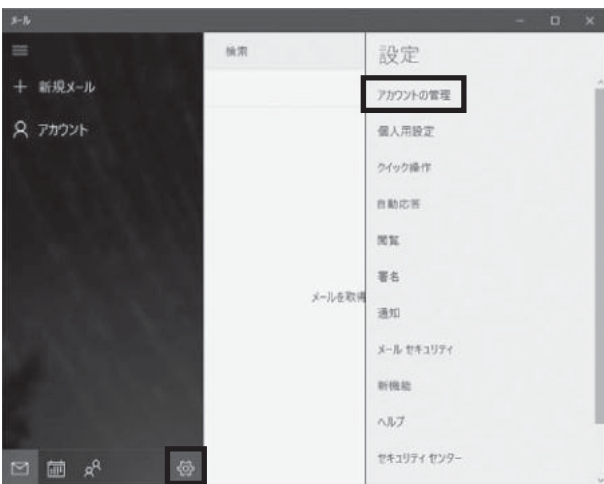 メール
検索
設定
＋ 新規メール
アカウントの管理
アカウント
個人用設定
クイック操作
自動応答
閲覧
署名
メールを取得
通知
メール セキュリティ
新機能
ヘルプ
セキュリティ センター